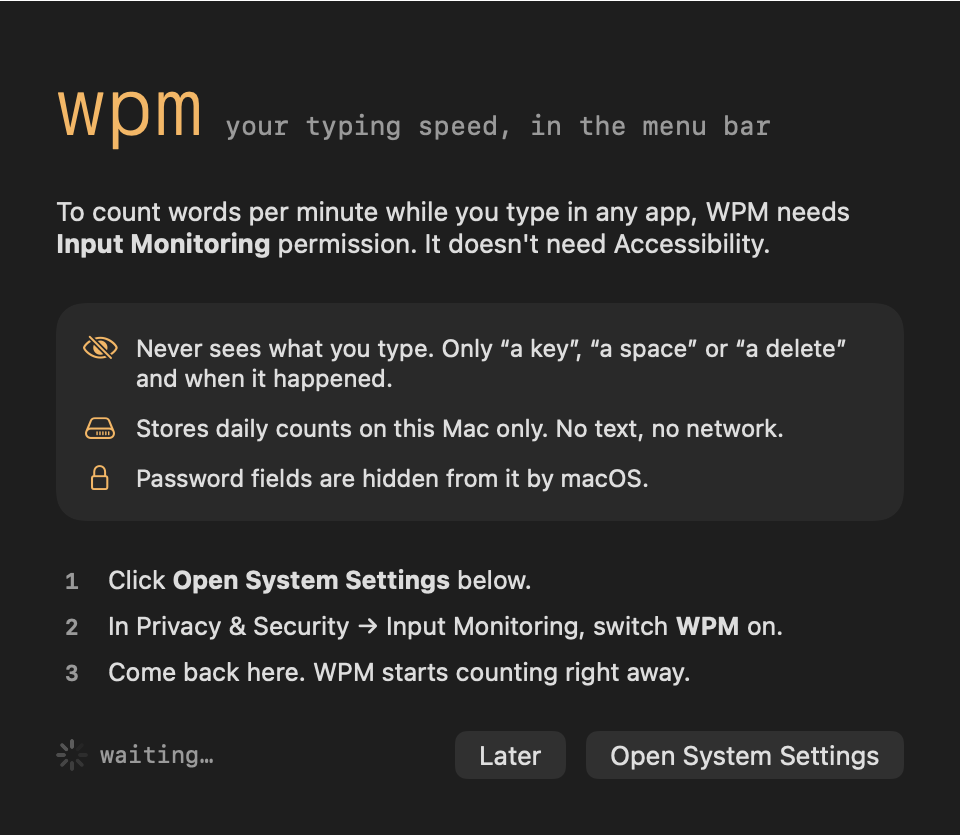 wpm your typing speed, in the menu bar
To count words per minute while you type in any app, WPM needs
Input Monitoring permission. It doesn't need Accessibility.
Never sees what you type. Only “a key”, “a space” or “a delete”
and when it happened.
Stores daily counts on this Mac only. No text, no network.
Password fields are hidden from it by macOS.
1 Click Open System Settings below.
2 In Privacy & Security → Input Monitoring, switch WPM on.
3 Come back here. WPM starts counting right away.
waiting… Later Open System Settings